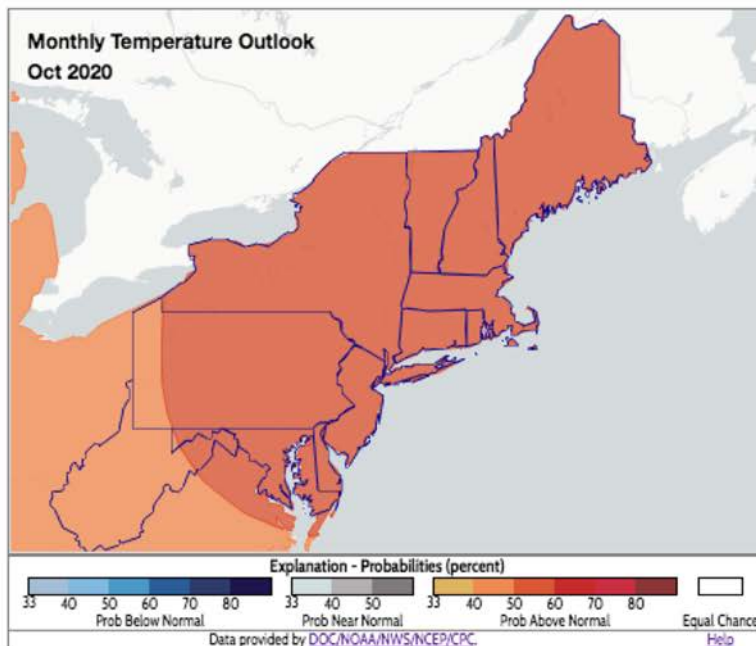 Monthly Temperature Outlook
Oct 2020
Explanation - Probabilities (percent)
33 40 50 60 70 80 33 40 50 33 40 50 60 70 80
Prob Below Normal Prob Near Normal Prob Above Normal Equal Chance
Data provided by DOC/NOAA/NWS/NCEP/CPC. Help